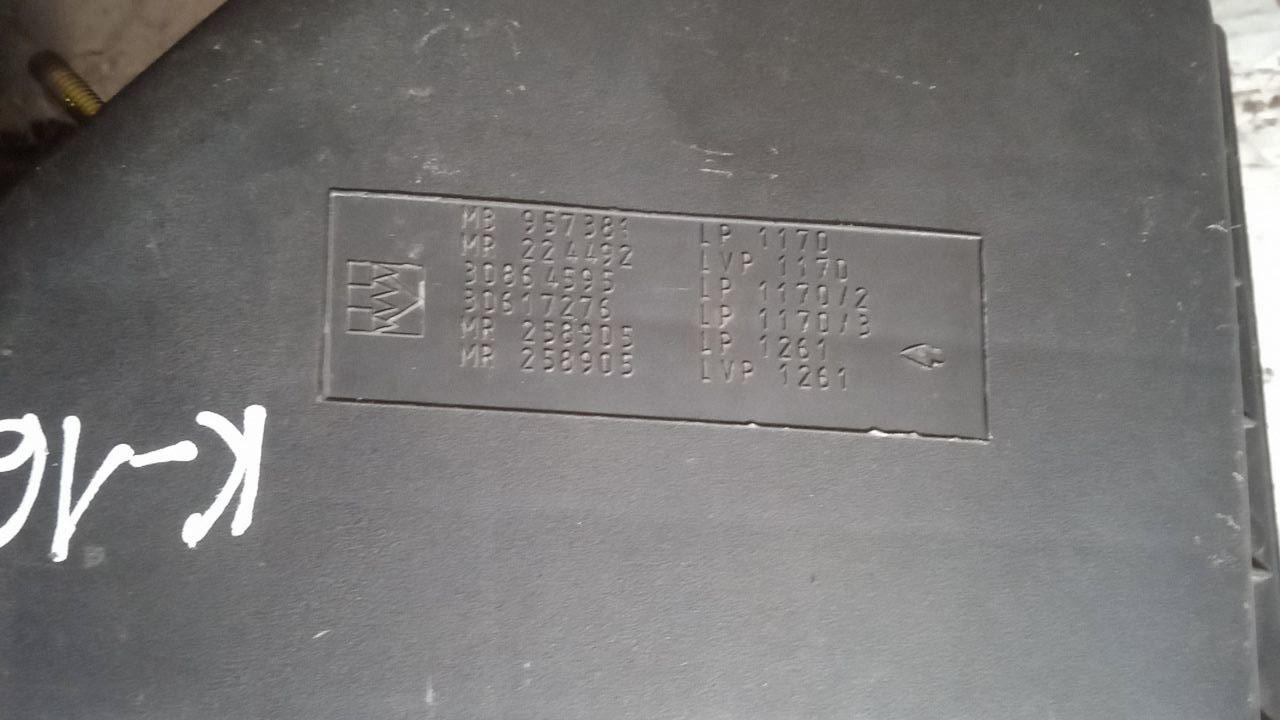 MB 957381 LP 1170
MR 224492 LVP 1170
30864595 LP 1170/2
30617276 LP 1170/3
MR 258905 LP 1261
MR 258905 LVP 1261
K-16